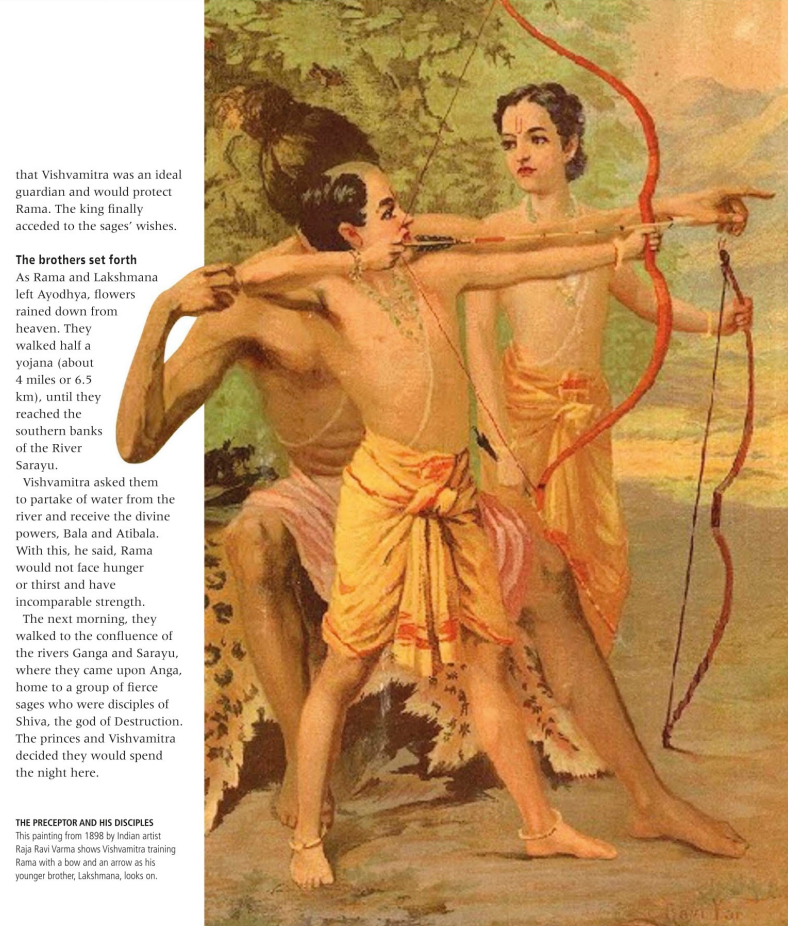 that Vishvamitra was an ideal
guardian and would protect
Rama. The king finally
acceded to the sages’ wishes.
The brothers set forth
As Rama and Lakshmana
left Ayodhya, flowers
rained down from
heaven. They
walked half a
yojana (about
4 miles or 6.5
km), until they
reached the
southern banks
of the River
Sarayu.
Vishvamitra asked them
to partake of water from the
river and receive the divine
powers, Bala and Atibala.
With this, he said, Rama
would not face hunger
or thirst and have
incomparable strength.
The next morning, they
walked to the confluence of
the rivers Ganga and Sarayu,
where they came upon Anga,
home to a group of fierce
sages who were disciples of
Shiva, the god of Destruction.
The princes and Vishvamitra
decided they would spend
the night here.
THE PRECEPTOR AND HIS DISCIPLES
This painting from 1898 by Indian artist
Raja Ravi Varma shows Vishvamitra training
Rama with a bow and an arrow as his
younger brother, Lakshmana, looks on.